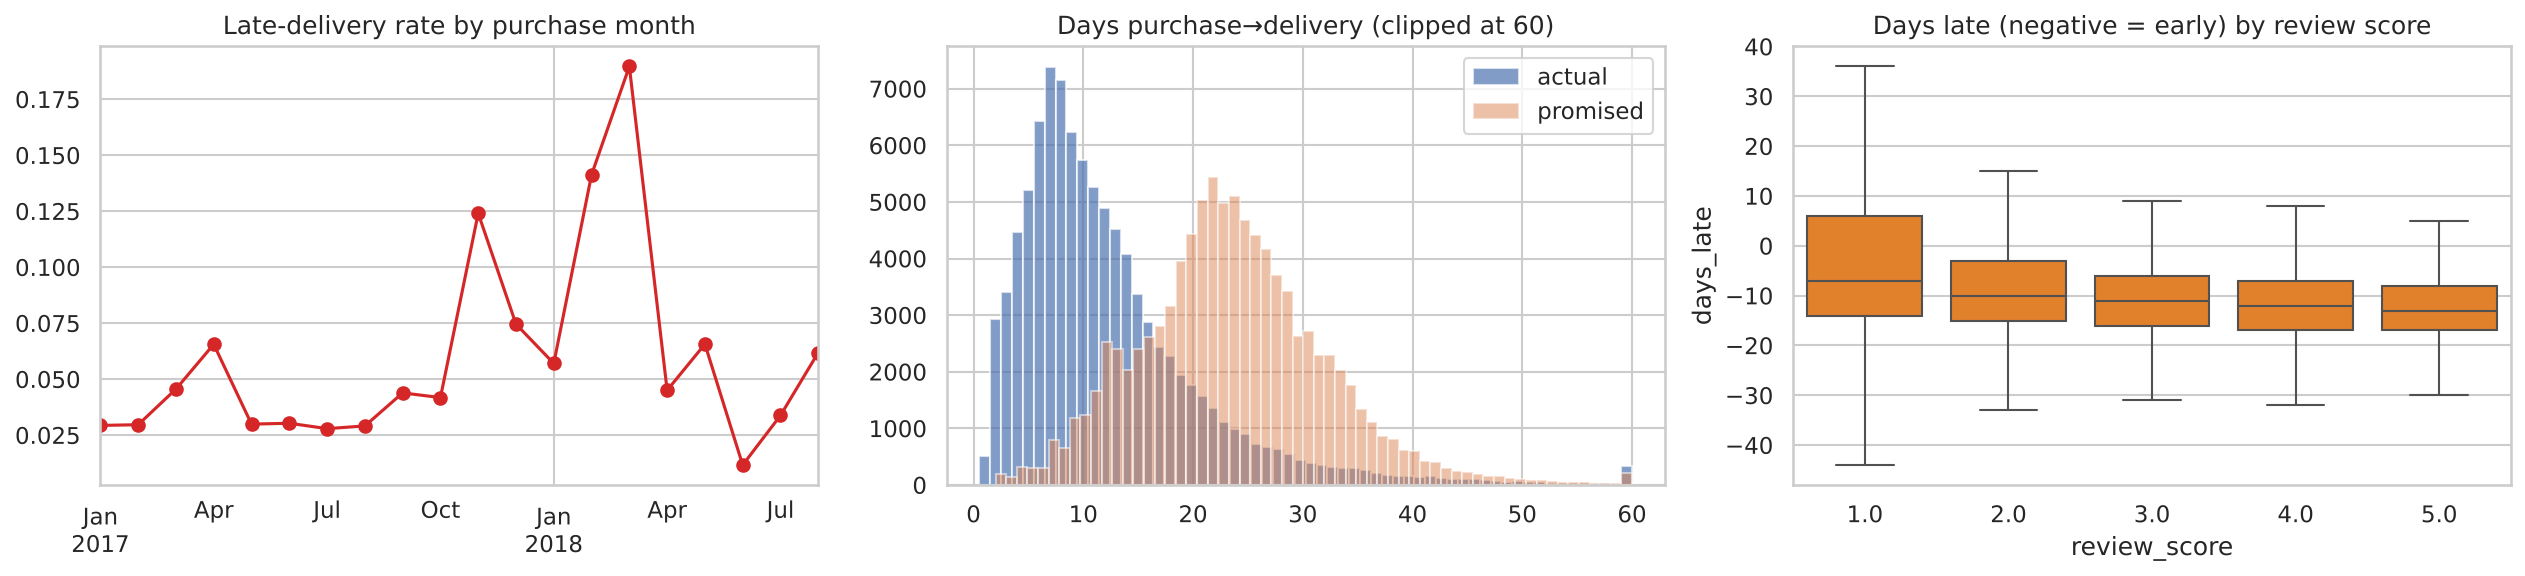 Late-delivery rate by purchase month
0.175
0.150
0.125
0.100
0.075
0.050
0.025
Jan
2017
Apr
Jul
Oct
Jan
2018
Apr
Jul
Days purchase→delivery (clipped at 60)
actual
promised
7000
6000
5000
4000
3000
2000
1000
0
0 10 20 30 40 50 60
Days late (negative = early) by review score
days_late
40
30
20
10
0
−10
−20
−30
−40
1.0 2.0 3.0 4.0 5.0
review_score